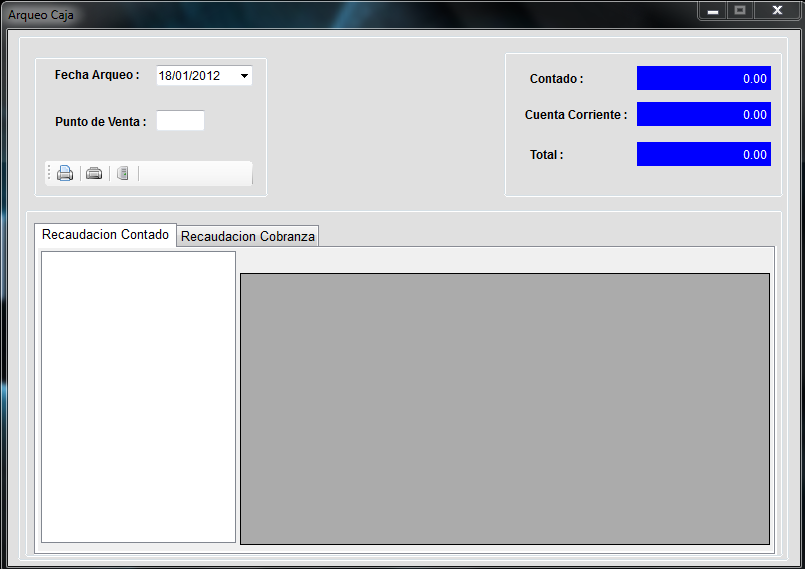 Arqueo Caja
Fecha Arqueo : 18/01/2012
Punto de Venta :
Contado : 0.00
Cuenta Corriente : 0.00
Total : 0.00
Recaudacion Contado Recaudacion Cobranza